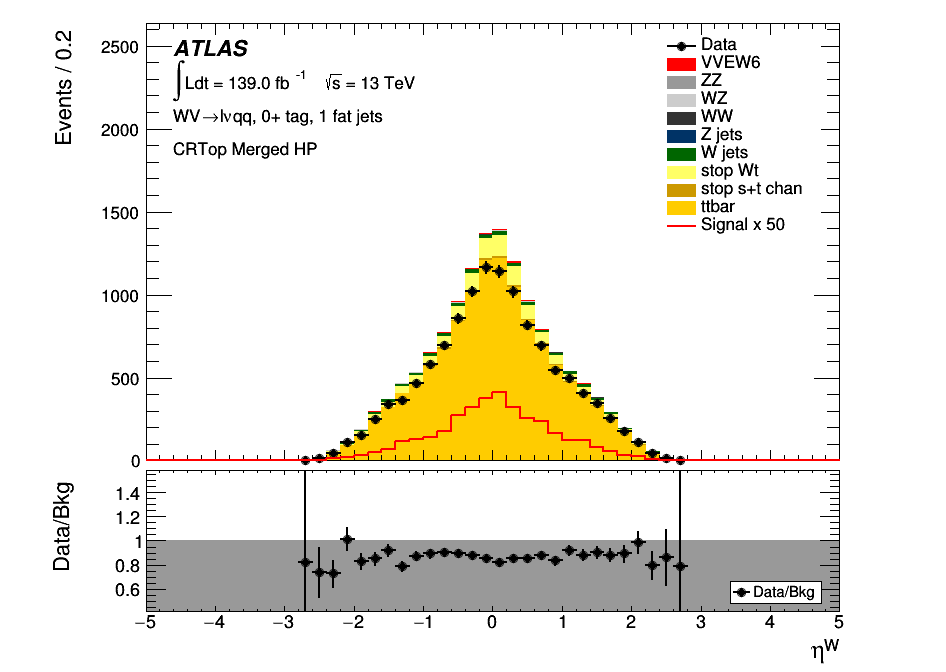 Events / 0.2
2500
2000
1500
1000
500
0
ATLAS
∫Ldt = 139.0 fb⁻¹ √s = 13 TeV
WV→lνqq, 0+ tag, 1 fat jets
CRTop Merged HP
Data
VVEW6
ZZ
WZ
WW
Z jets
W jets
stop Wt
stop s+t chan
ttbar
Signal x 50
Data/Bkg
1.4
1.2
1
0.8
0.6
Data/Bkg
−5 −4 −3 −2 −1 0 1 2 3 4 5
η^W